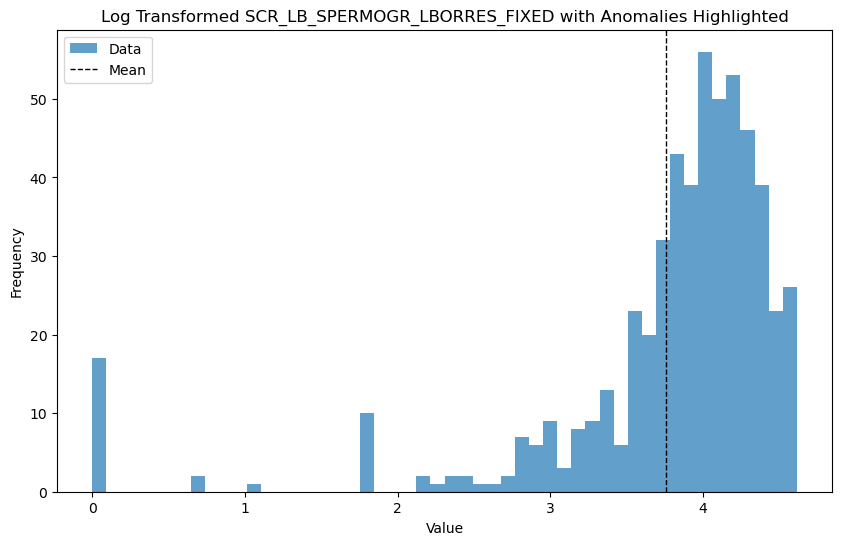 Log Transformed SCR_LB_SPERMOGR_LBORRES_FIXED with Anomalies Highlighted
Data
Mean
Frequency
50
40
30
20
10
0
0 1 2 3 4
Value